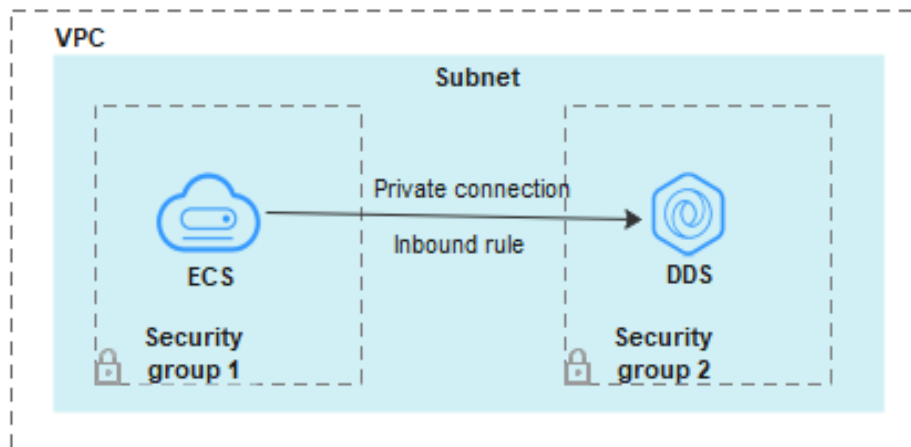 VPC
Subnet
Private connection
Inbound rule
ECS
DDS
Security
group 1
Security
group 2